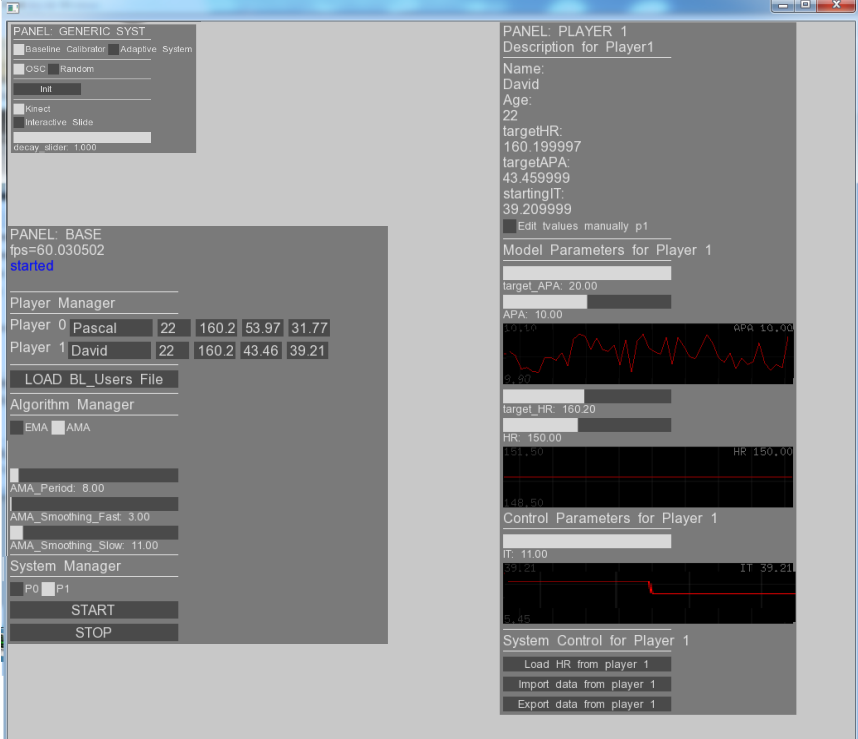 PANEL: GENERIC SYST
Baseline Calibrator Adaptive System
OSC Random
Init
Kinect
Interactive Slide
decay_slider: 1.000
PANEL: BASE
fps=60.030502
started
Player Manager
Player 0 Pascal 22 160.2 53.97 31.77
Player 1 David 22 160.2 43.46 39.21
LOAD BL_Users File
Algorithm Manager
EMA AMA
AMA_Period: 8.00
AMA_Smoothing_Fast: 3.00
AMA_Smoothing_Slow: 11.00
System Manager
P0 P1
START
STOP
PANEL: PLAYER 1
Description for Player1
Name:
David
Age:
22
targetHR:
160.199997
targetAPA:
43.459999
startingIT:
39.209999
Edit tvalues manually p1
Model Parameters for Player 1
target_APA: 20.00
APA: 10.00
10.10 APA 10.00
9.90
target_HR: 160.20
HR: 150.00
151.50 HR 150.00
148.50
Control Parameters for Player 1
IT: 11.00
39.21 IT 39.21
5.45
System Control for Player 1
Load HR from player 1
Import data from player 1
Export data from player 1